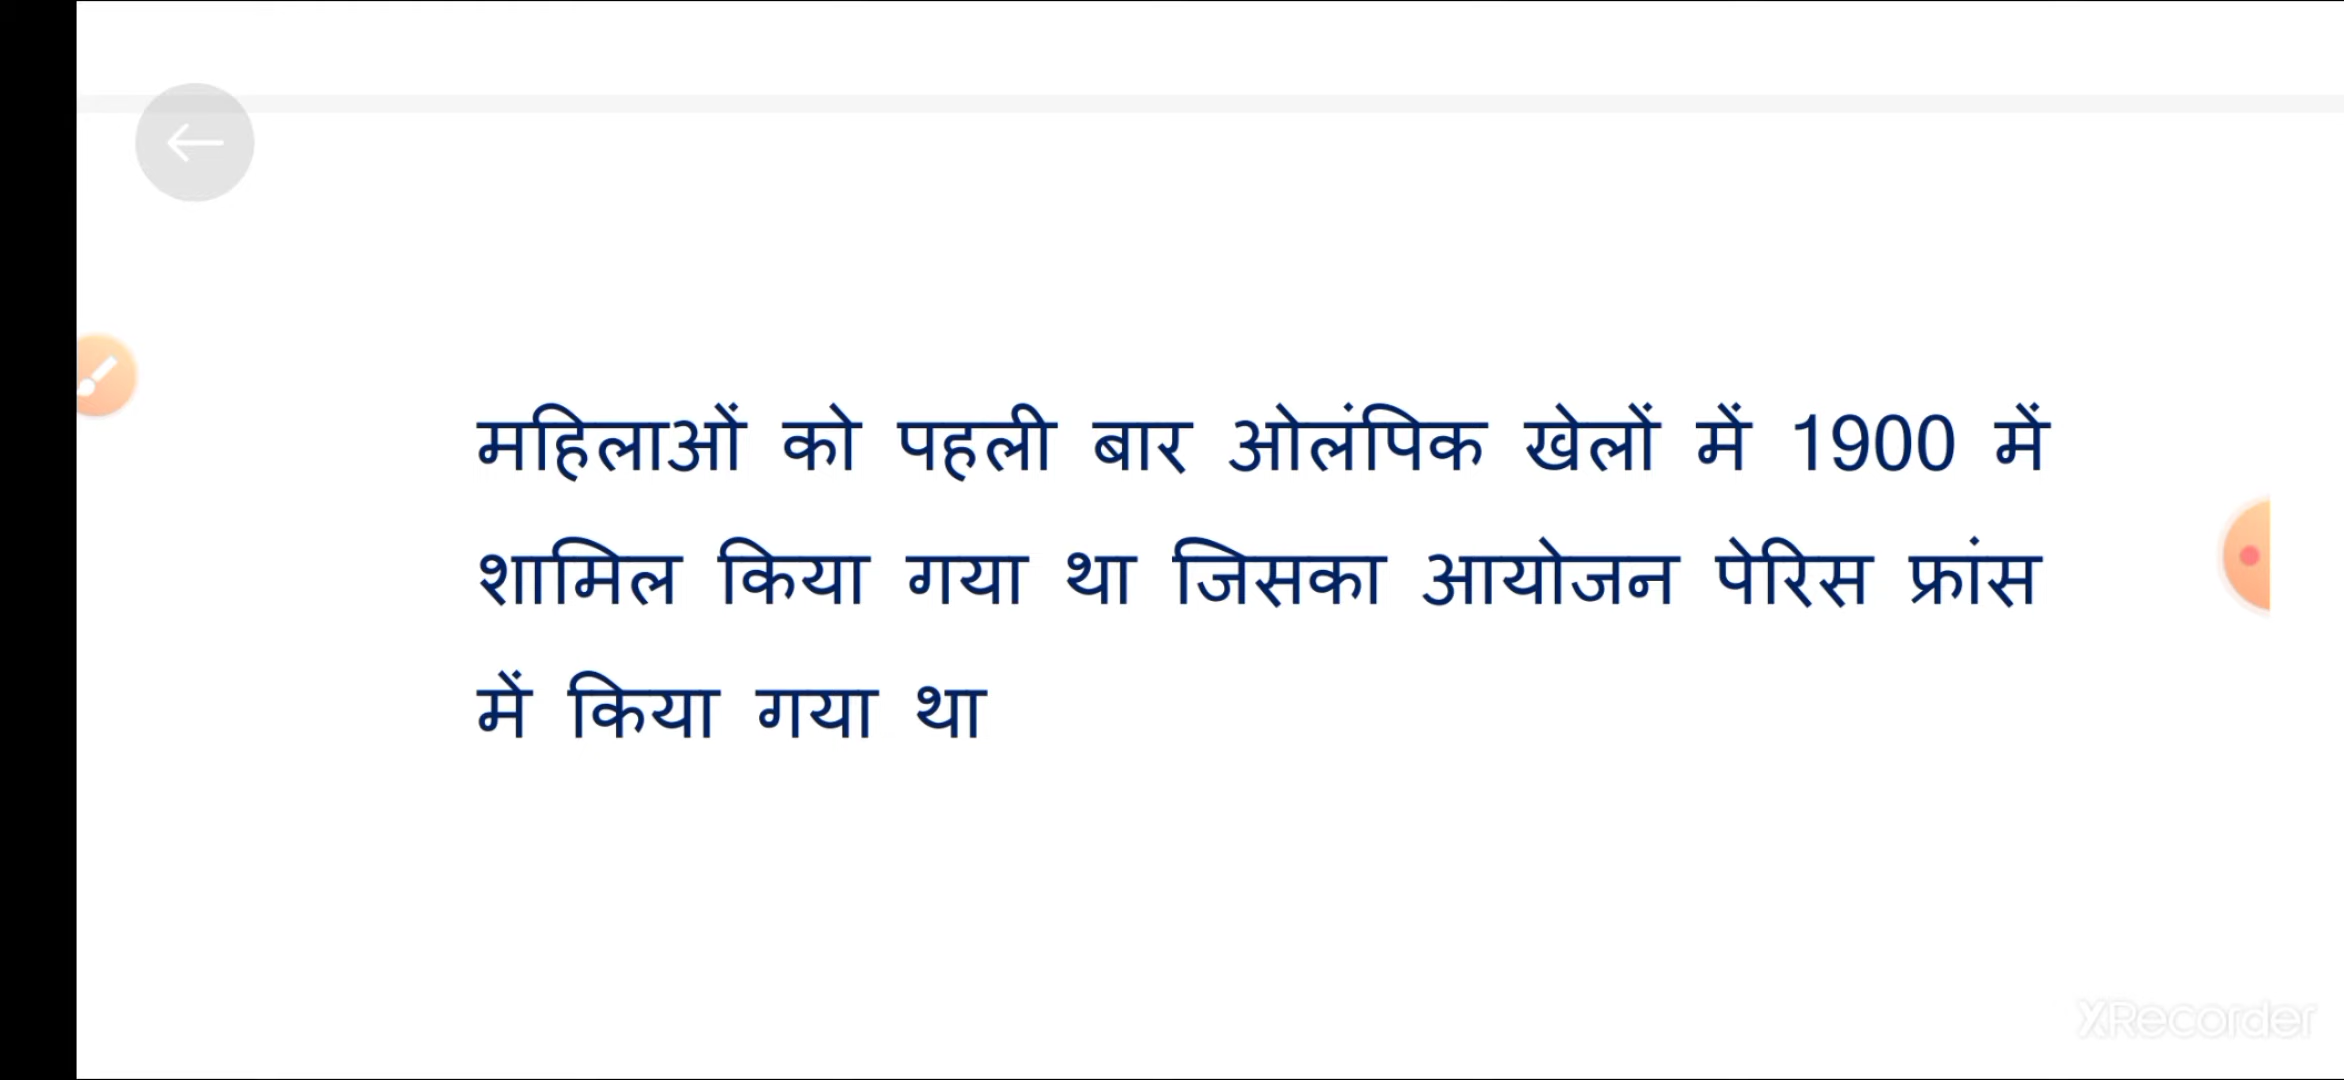 महिलाओं को पहली बार ओलंपिक खेलों में 1900 में
शामिल किया गया था जिसका आयोजन पेरिस फ्रांस
में किया गया था
XRecorder